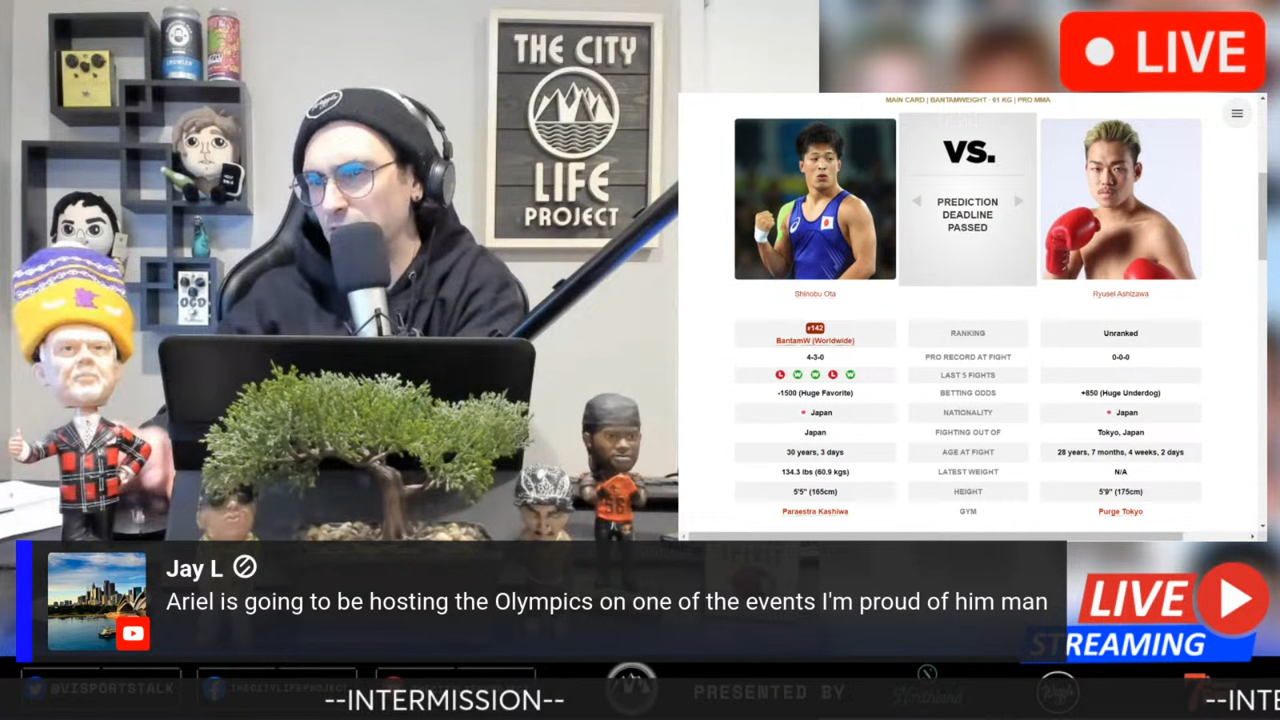 THE CITY
LIFE
PROJECT
LIVE
MAIN CARD | BANTAMWEIGHT · 61 KG | PRO MMA
VS.
PREDICTION
DEADLINE
PASSED
Shinobu Ota
Ryusei Ashizawa
#142
BantamW (Worldwide)
RANKING
Unranked
4-3-0
PRO RECORD AT FIGHT
0-0-0
L W W L W
LAST 5 FIGHTS
-1500 (Huge Favorite)
BETTING ODDS
+850 (Huge Underdog)
Japan
NATIONALITY
Japan
Japan
FIGHTING OUT OF
Tokyo, Japan
30 years, 3 days
AGE AT FIGHT
28 years, 7 months, 4 weeks, 2 days
134.3 lbs (60.9 kgs)
LATEST WEIGHT
N/A
5'5" (165cm)
HEIGHT
5'9" (175cm)
Paraestra Kashiwa
GYM
Purge Tokyo
OCD
Jay L
Ariel is going to be hosting the Olympics on one of the events I'm proud of him man
LIVE
STREAMING
@VISPORTSTALK
THECITYLIFEPROJECT
PRESENTED BY
Northland
--INTERMISSION--
--INTE